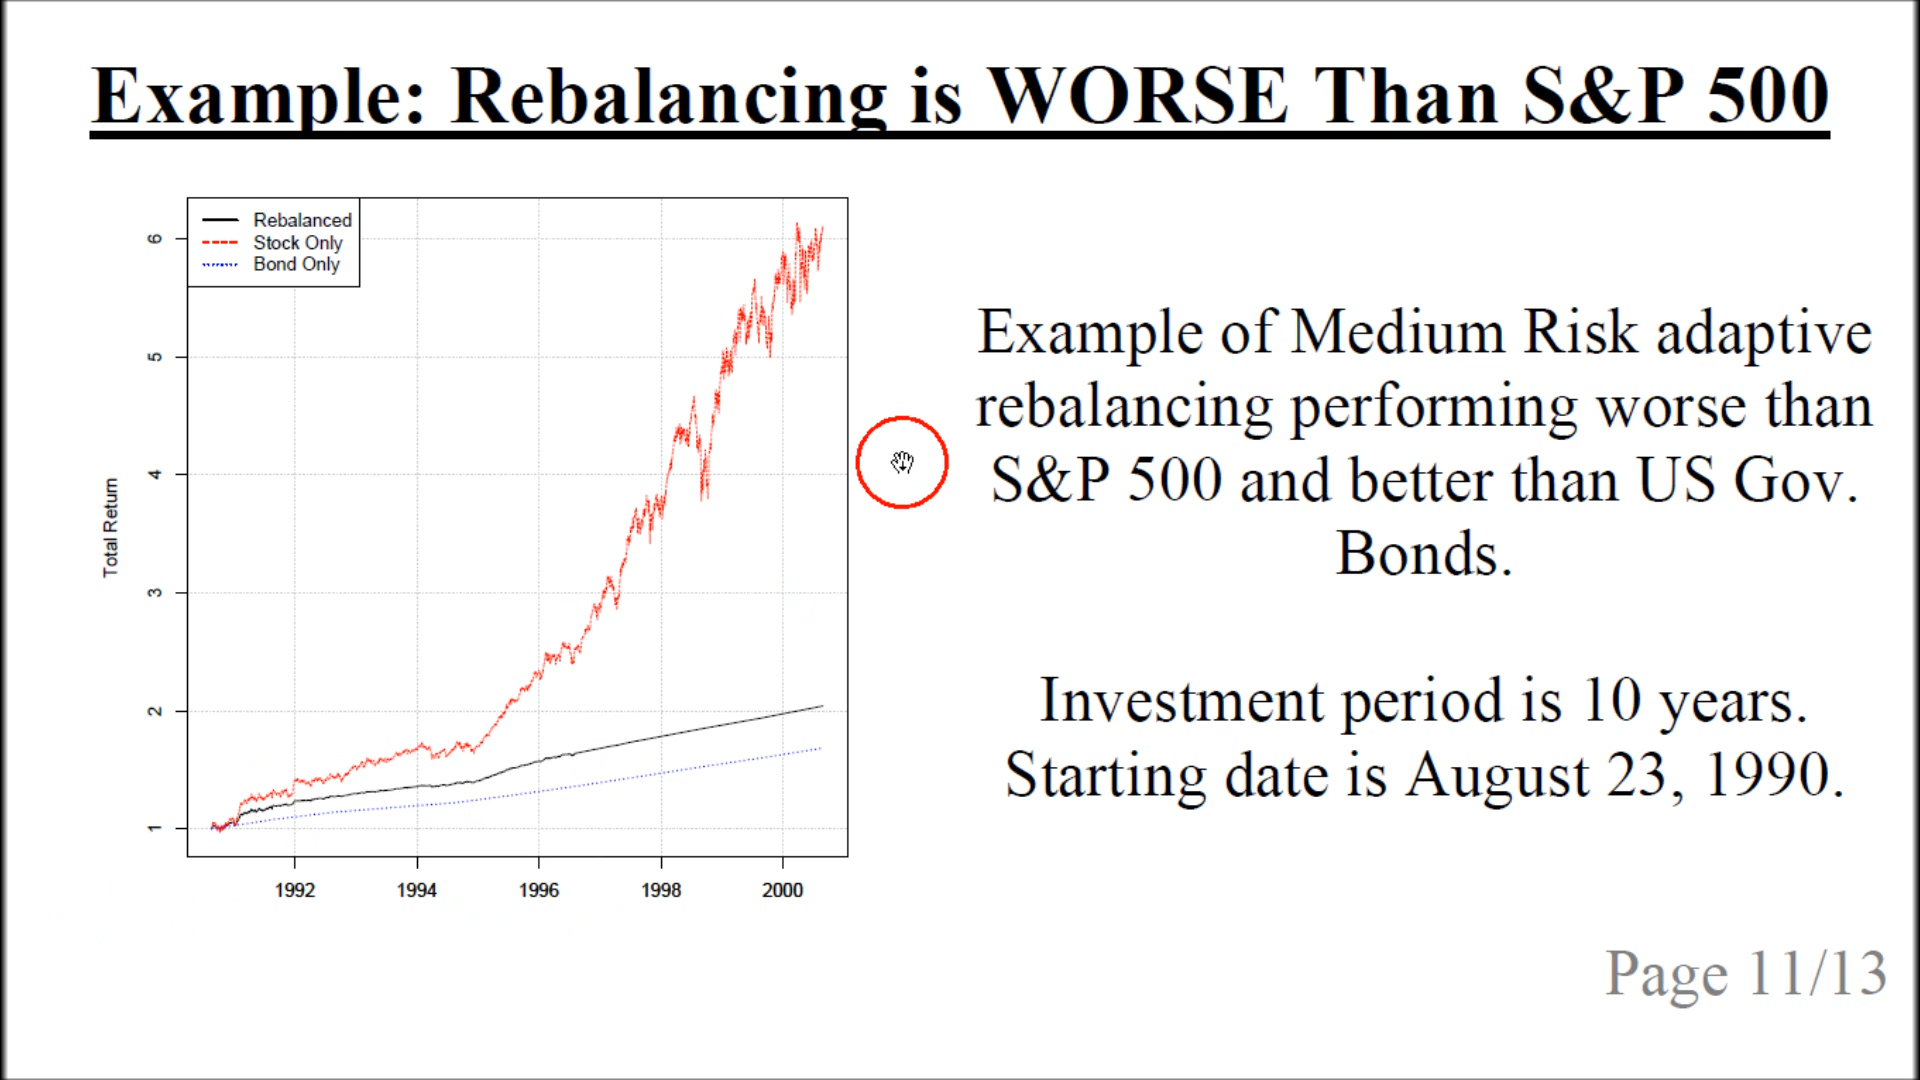 Example: Rebalancing is WORSE Than S&P 500
Rebalanced
Stock Only
Bond Only
6
5
4
3
2
1
Total Return
1992 1994 1996 1998 2000
Example of Medium Risk adaptive
rebalancing performing worse than
S&P 500 and better than US Gov.
Bonds.
Investment period is 10 years.
Starting date is August 23, 1990.
Page 11/13